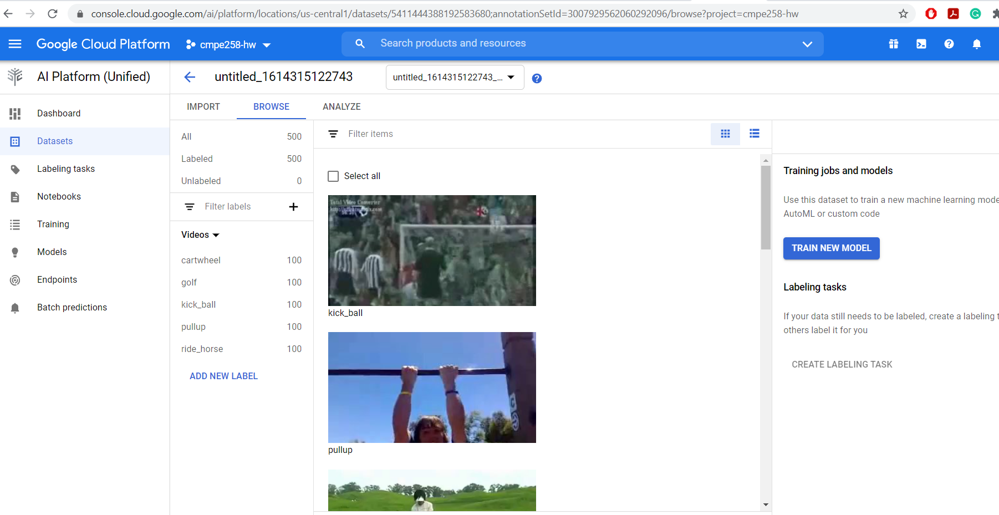 console.cloud.google.com/ai/platform/locations/us-central1/datasets/5411444388192583680;annotationSetId=3007929562060292096/browse?project=cmpe258-hw
Google Cloud Platform
cmpe258-hw
Search products and resources
AI Platform (Unified)
untitled_1614315122743
untitled_1614315122743_...
Dashboard
Datasets
Labeling tasks
Notebooks
Training
Models
Endpoints
Batch predictions
IMPORT
BROWSE
ANALYZE
All 500
Labeled 500
Unlabeled 0
Filter labels
Videos
cartwheel 100
golf 100
kick_ball 100
pullup 100
ride_horse 100
ADD NEW LABEL
Filter items
Select all
Total Video Converter
kick_ball
pullup
Training jobs and models
Use this dataset to train a new machine learning mode
AutoML or custom code
TRAIN NEW MODEL
Labeling tasks
If your data still needs to be labeled, create a labeling t
others label it for you
CREATE LABELING TASK